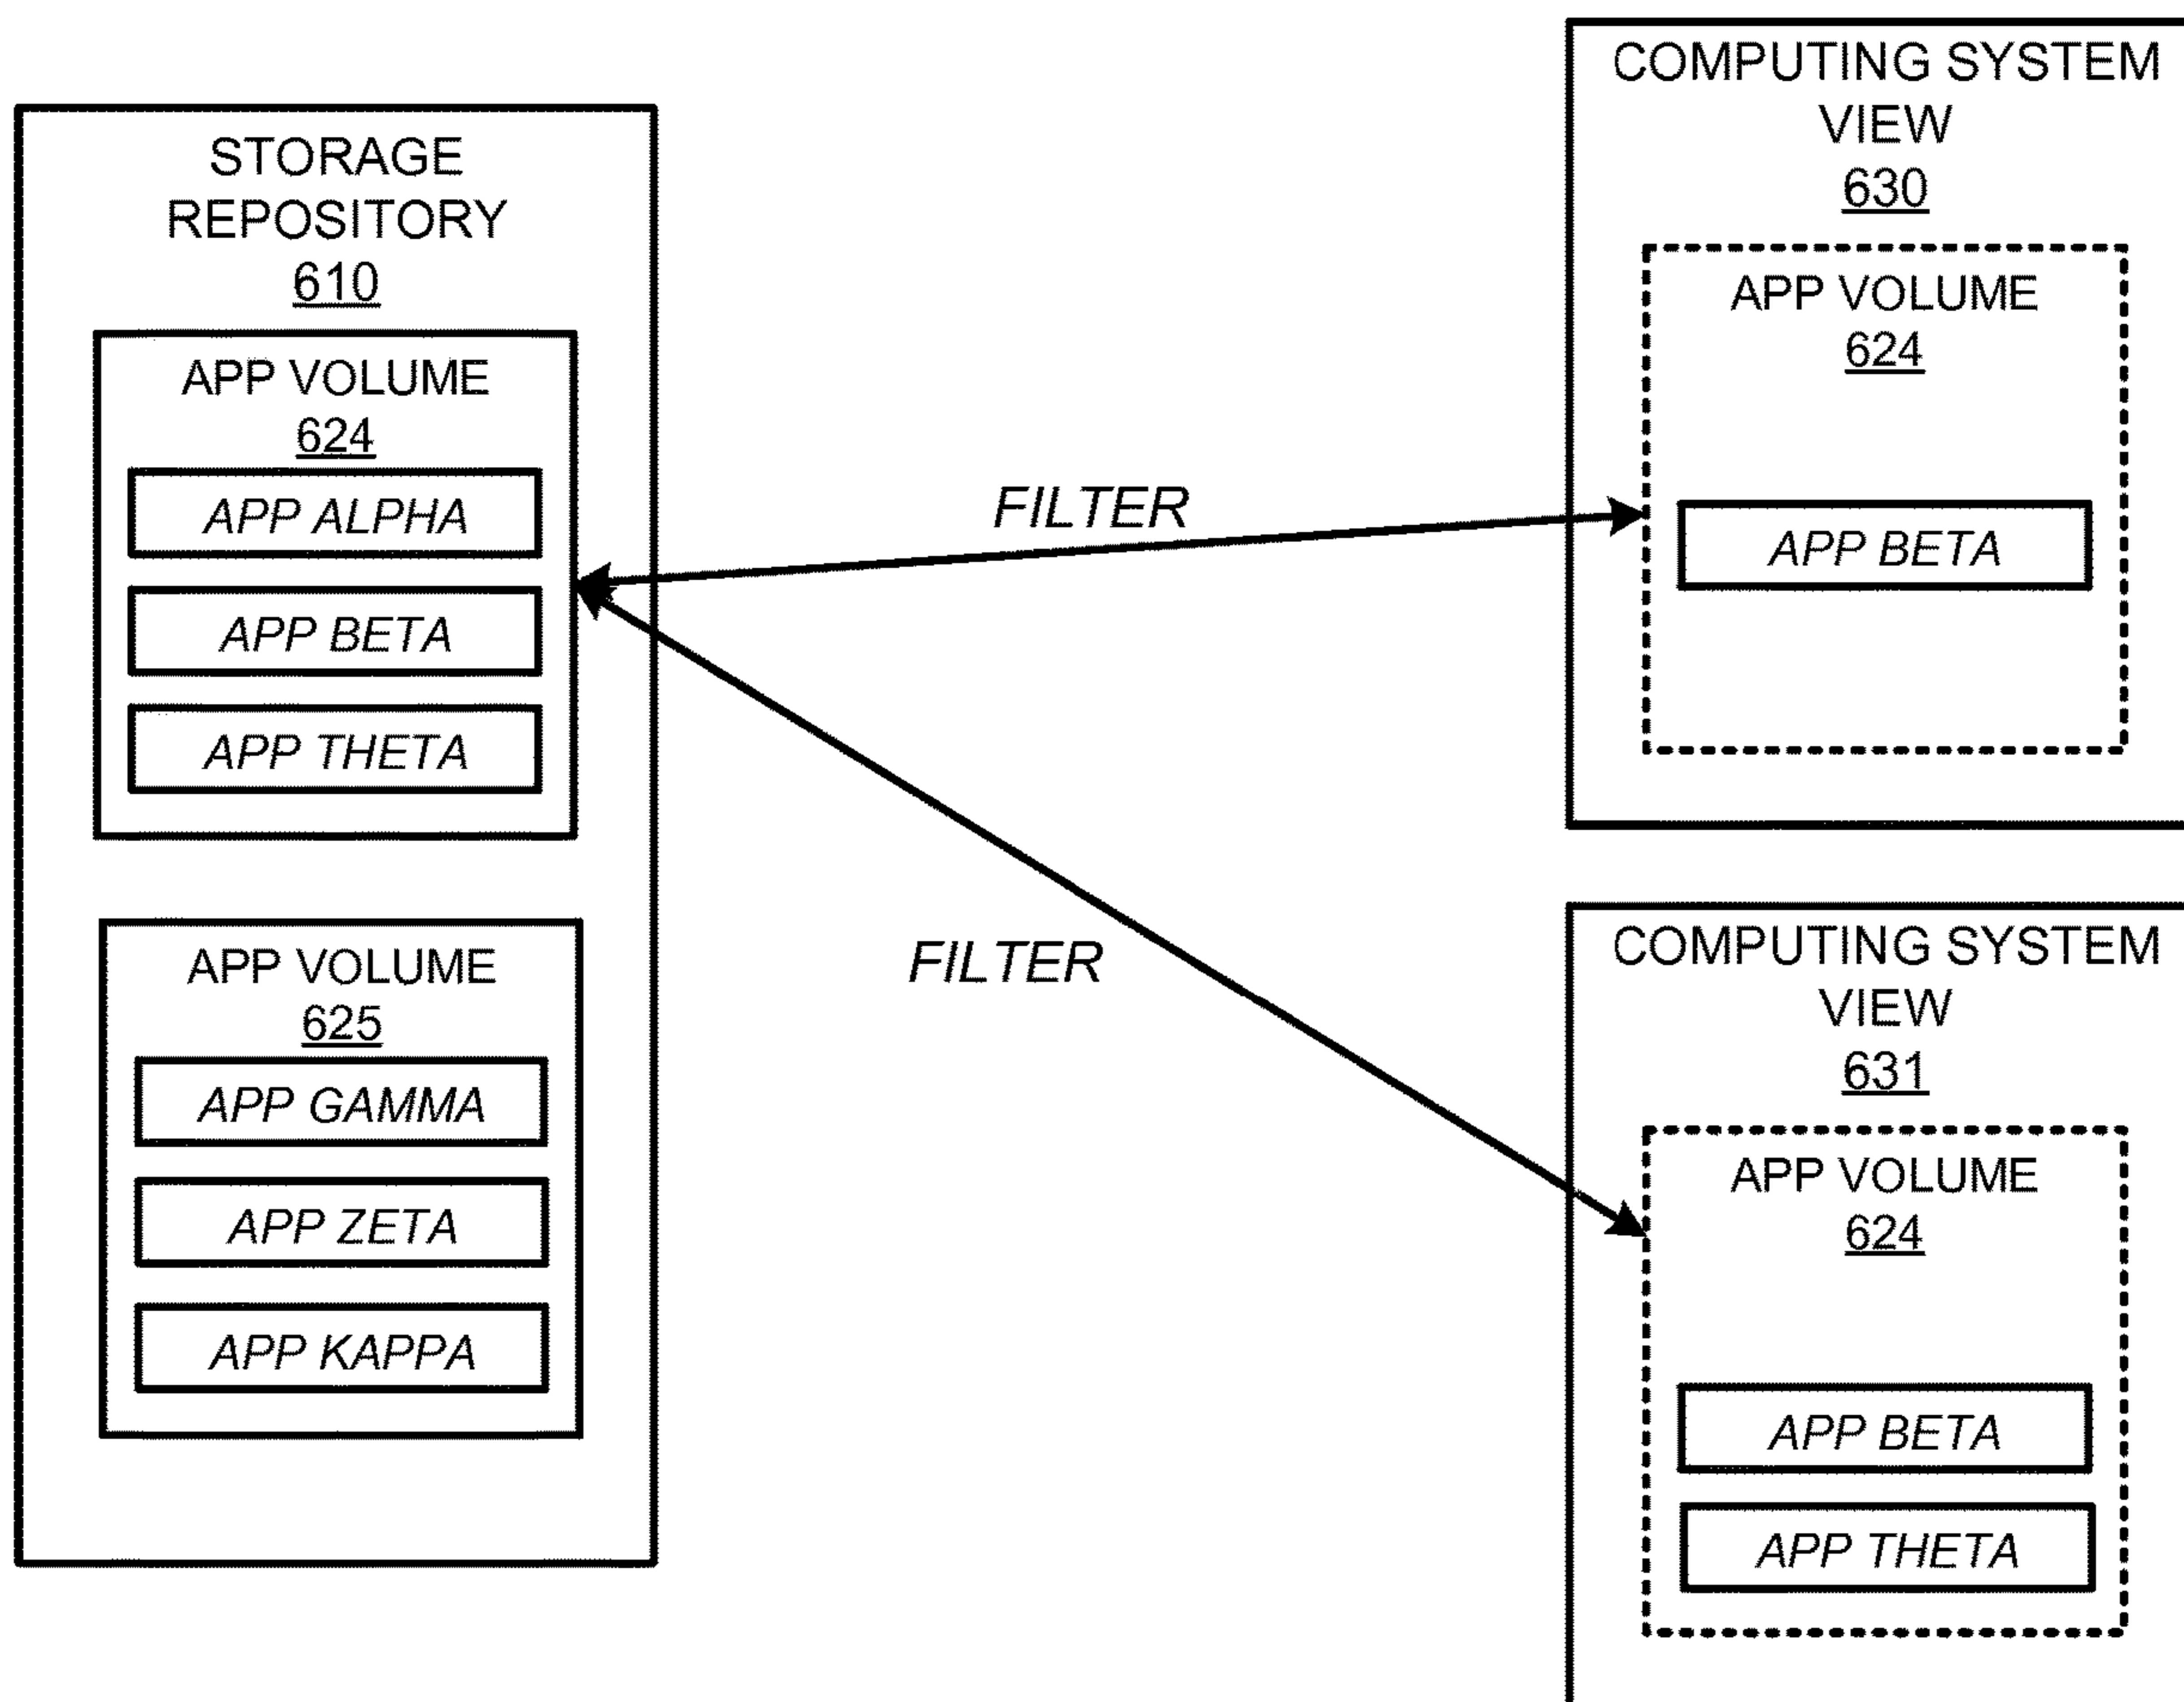 STORAGE
REPOSITORY
610
APP VOLUME
624
APP ALPHA
APP BETA
APP THETA
APP VOLUME
625
APP GAMMA
APP ZETA
APP KAPPA
FILTER
FILTER
COMPUTING SYSTEM
VIEW
630
APP VOLUME
624
APP BETA
COMPUTING SYSTEM
VIEW
631
APP VOLUME
624
APP BETA
APP THETA